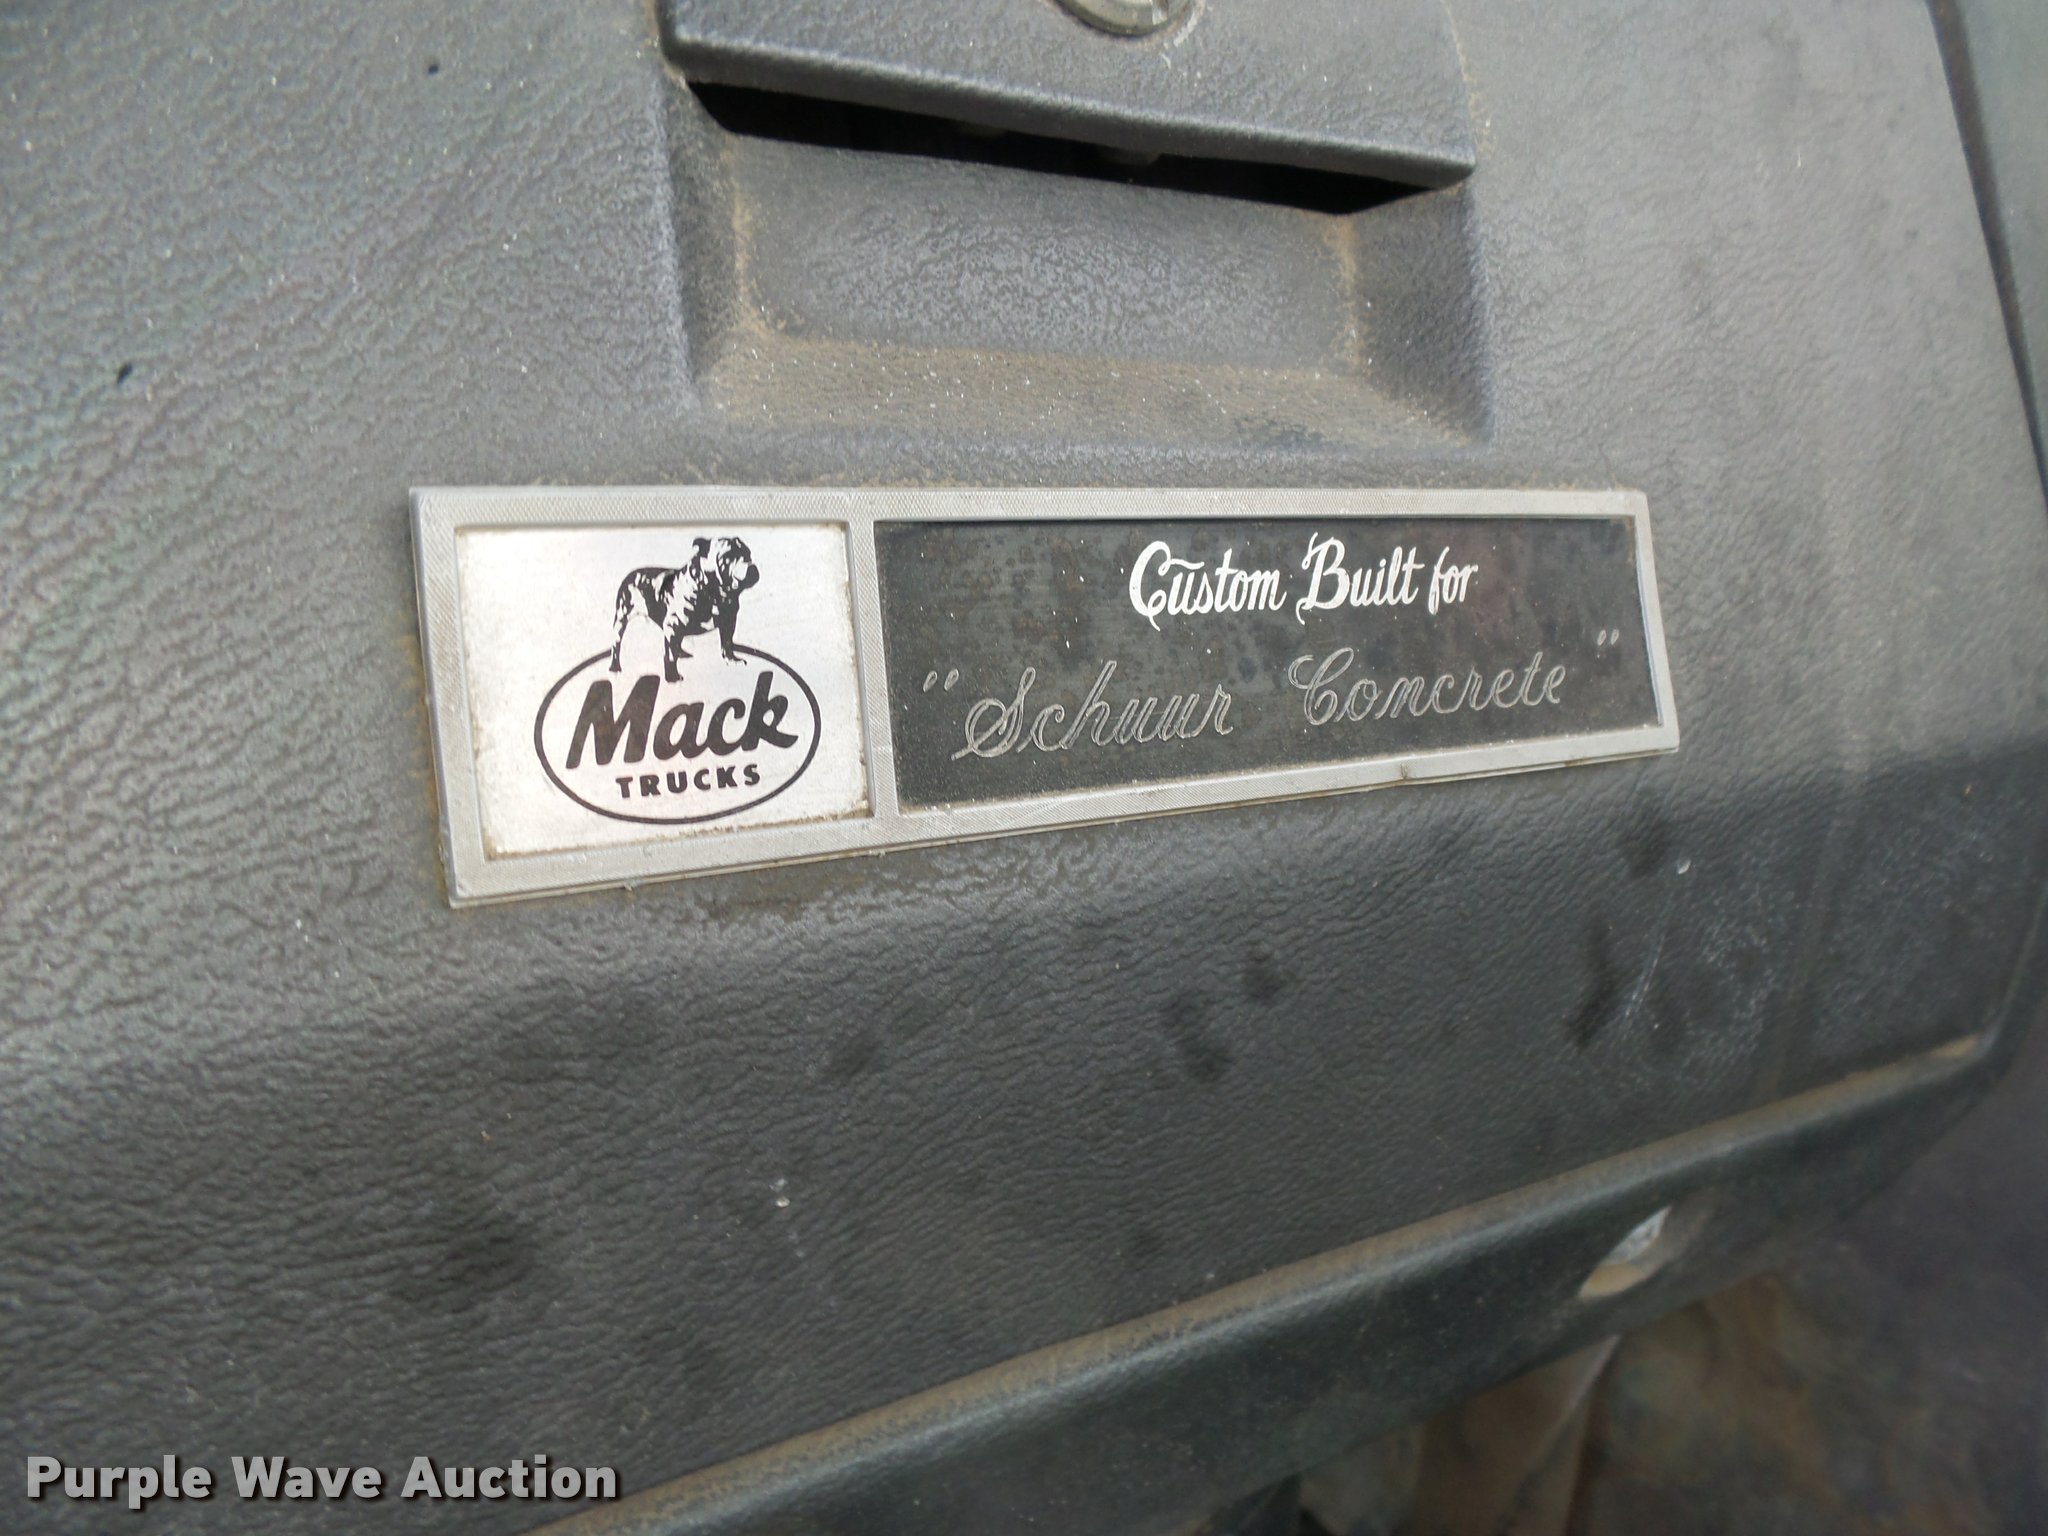 Mack
TRUCKS
Custom Built for
"Schuur Concrete"
Purple Wave Auction